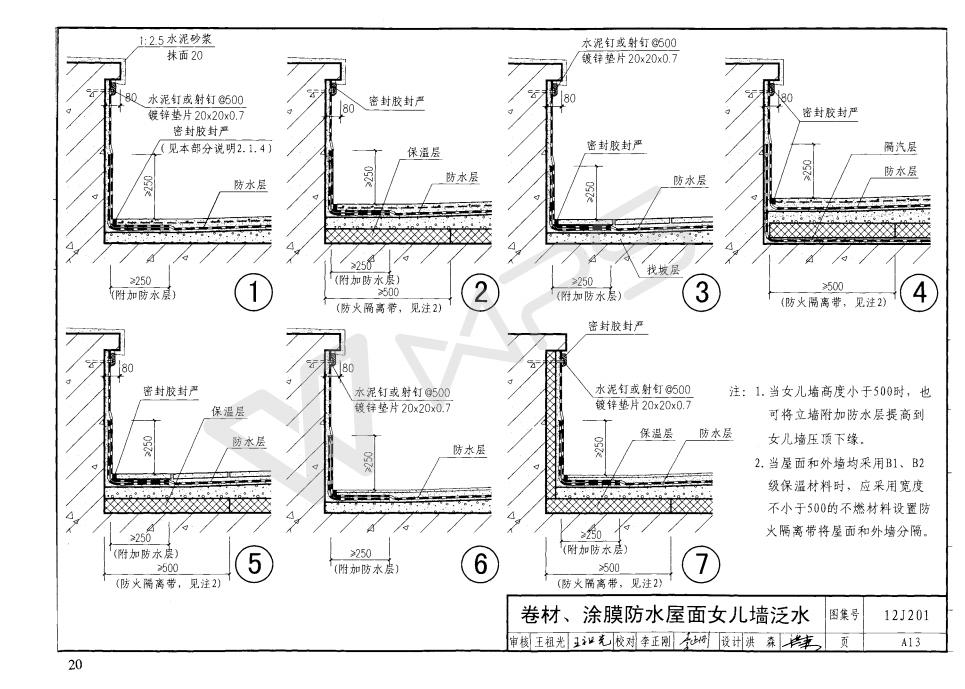 1:2.5水泥砂浆
抹面20
80
水泥钉或射钉@500
镀锌垫片20x20x0.7
密封胶封严
(见本部分说明2.1.4)
≥250
防水层
≥250
(附加防水层)
1
80
密封胶封严
保温层
≥250
防水层
≥250
(附加防水层)
≥500
(防火隔离带，见注2)
2
水泥钉或射钉@500
镀锌垫片20x20x0.7
80
密封胶封严
≥250
防水层
找坡层
≥250
(附加防水层)
3
80
密封胶封严
隔汽层
≥250
防水层
≥500
(防火隔离带，见注2)
4
80
密封胶封严
保温层
≥250
防水层
≥250
(附加防水层)
≥500
(防火隔离带，见注2)
5
80
水泥钉或射钉@500
镀锌垫片20x20x0.7
≥250
防水层
≥250
(附加防水层)
6
密封胶封严
水泥钉或射钉@500
镀锌垫片20x20x0.7
保温层
防水层
≥250
≥250
(附加防水层)
≥500
(防火隔离带，见注2)
7
注：1.当女儿墙高度小于500时，也
可将立墙附加防水层提高到
女儿墙压顶下缘。
2.当屋面和外墙均采用B1、B2
级保温材料时，应采用宽度
不小于500的不燃材料设置防
火隔离带将屋面和外墙分隔。
卷材、涂膜防水屋面女儿墙泛水
图集号 12J201
审核 王祖光 王祖光 校对 李正刚 设计 洪森 页 A13
20